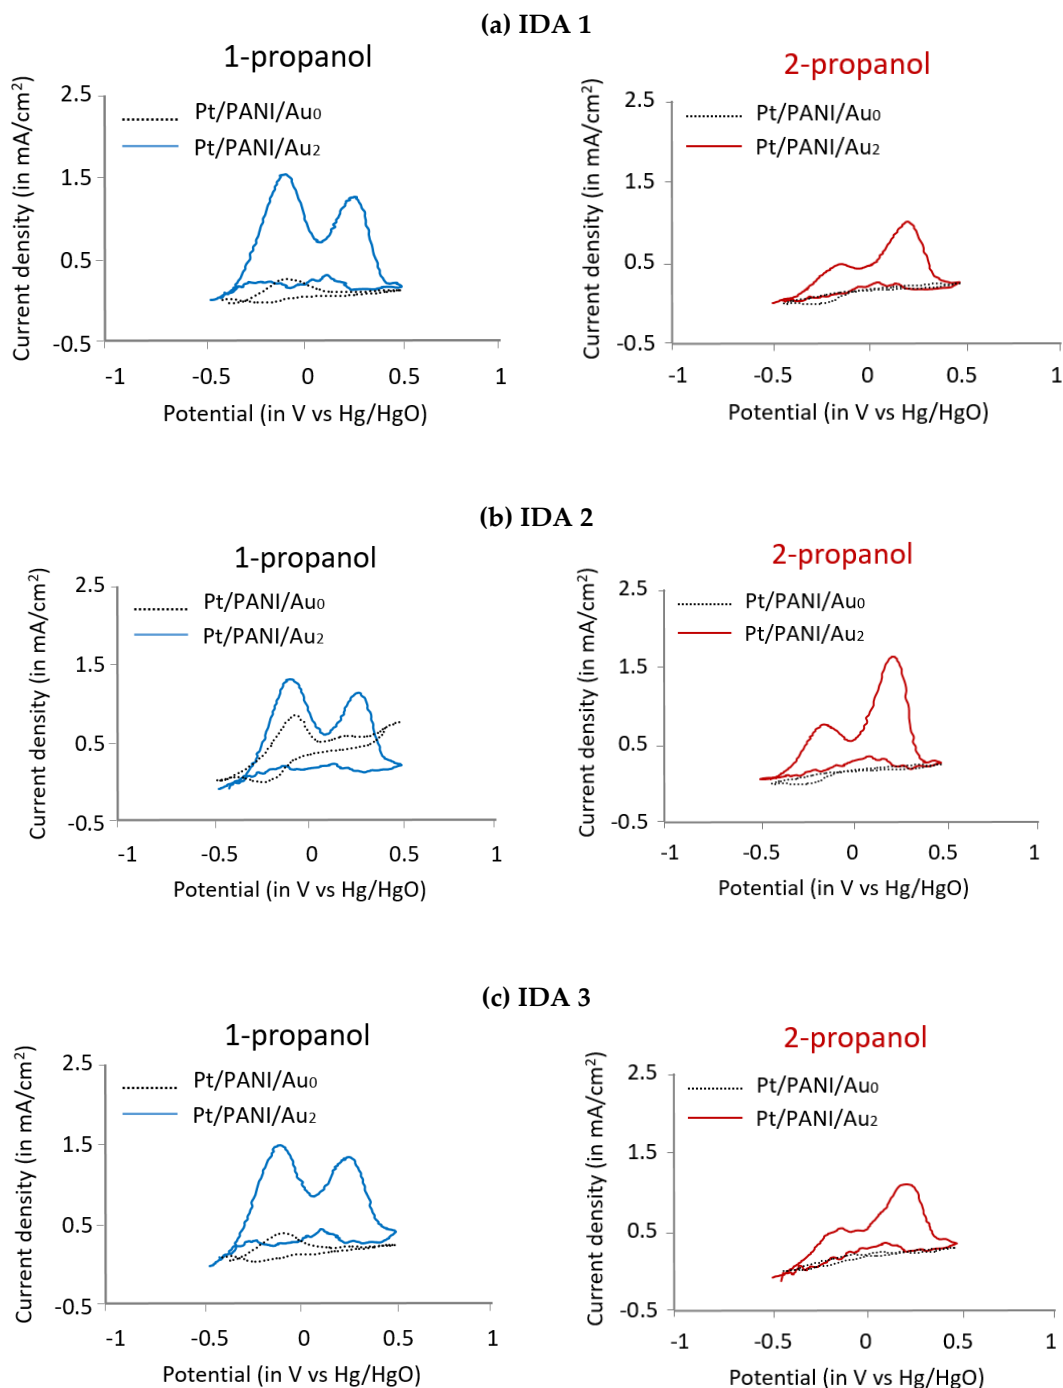 (a) IDA 1
1-propanol
Current density (in mA/cm²)
2.5
1.5
0.5
-0.5
Pt/PANI/Au₀
Pt/PANI/Au₂
-1 -0.5 0 0.5 1
Potential (in V vs Hg/HgO)
2-propanol
Current density (in mA/cm²)
2.5
1.5
0.5
-0.5
Pt/PANI/Au₀
Pt/PANI/Au₂
-1 -0.5 0 0.5 1
Potential (in V vs Hg/HgO)
(b) IDA 2
1-propanol
Current density (in mA/cm²)
2.5
1.5
0.5
-0.5
Pt/PANI/Au₀
Pt/PANI/Au₂
-1 -0.5 0 0.5 1
Potential (in V vs Hg/HgO)
2-propanol
Current density (in mA/cm²)
2.5
1.5
0.5
-0.5
Pt/PANI/Au₀
Pt/PANI/Au₂
-1 -0.5 0 0.5 1
Potential (in V vs Hg/HgO)
(c) IDA 3
1-propanol
Current density (in mA/cm²)
2.5
1.5
0.5
-0.5
Pt/PANI/Au₀
Pt/PANI/Au₂
-1 -0.5 0 0.5 1
Potential (in V vs Hg/HgO)
2-propanol
Current density (in mA/cm²)
2.5
1.5
0.5
-0.5
Pt/PANI/Au₀
Pt/PANI/Au₂
-1 -0.5 0 0.5 1
Potential (in V vs Hg/HgO)